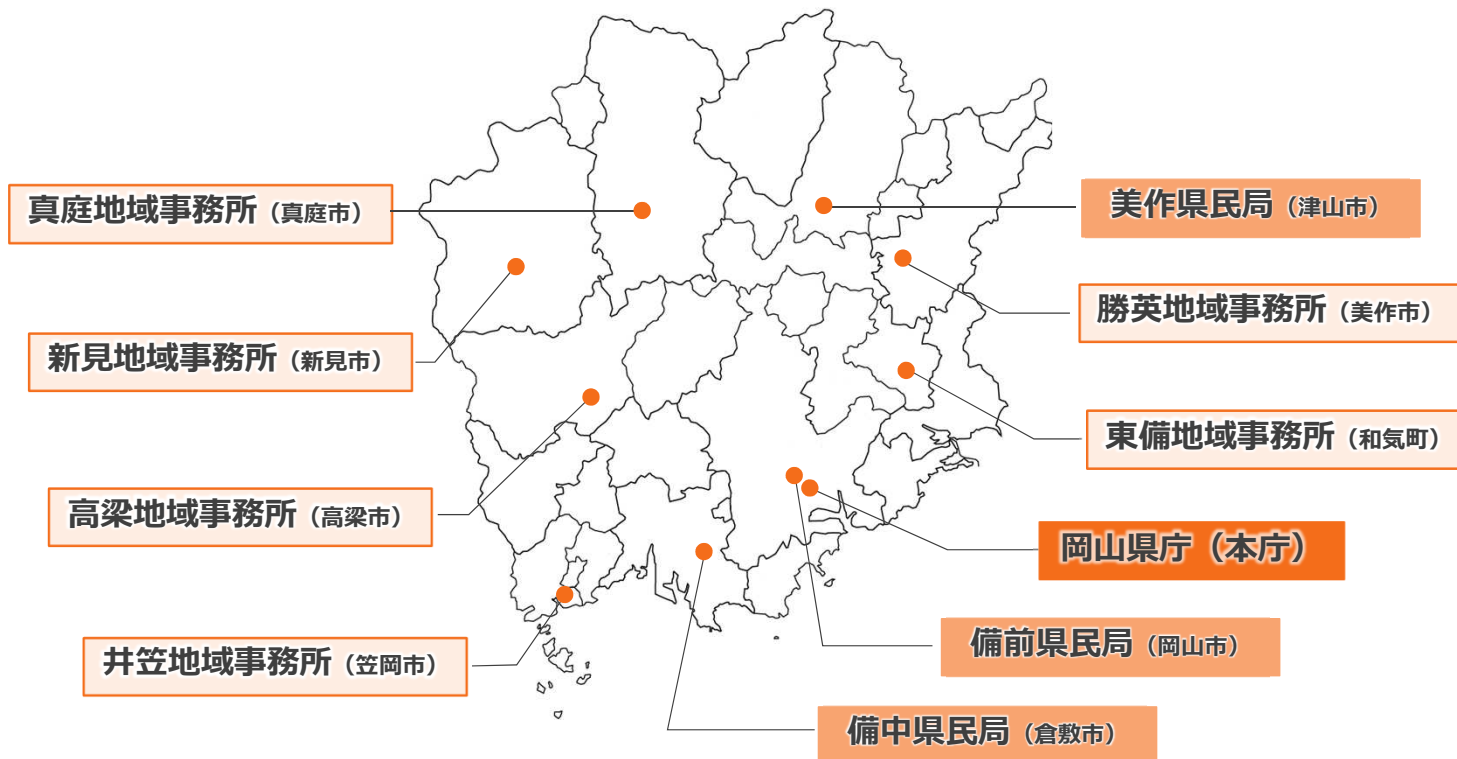 真庭地域事務所（真庭市）
美作県民局（津山市）
勝英地域事務所（美作市）
新見地域事務所（新見市）
東備地域事務所（和気町）
高梁地域事務所（高梁市）
岡山県庁（本庁）
井笠地域事務所（笠岡市）
備前県民局（岡山市）
備中県民局（倉敷市）